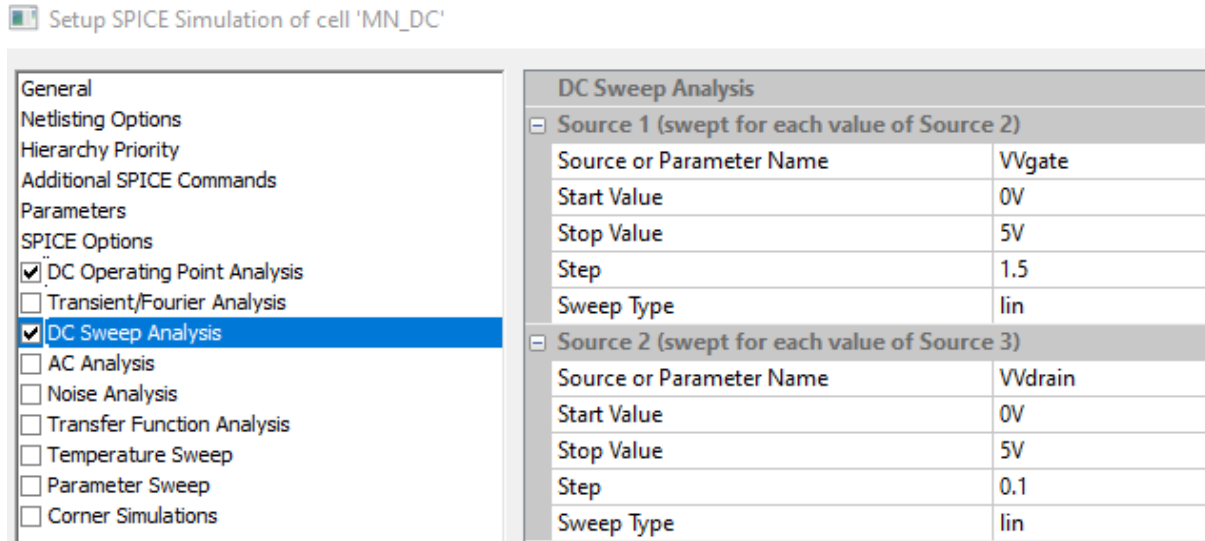 Setup SPICE Simulation of cell 'MN_DC'
General
Netlisting Options
Hierarchy Priority
Additional SPICE Commands
Parameters
SPICE Options
DC Operating Point Analysis
Transient/Fourier Analysis
DC Sweep Analysis
AC Analysis
Noise Analysis
Transfer Function Analysis
Temperature Sweep
Parameter Sweep
Corner Simulations
DC Sweep Analysis
Source 1 (swept for each value of Source 2)
Source or Parameter Name VVgate
Start Value 0V
Stop Value 5V
Step 1.5
Sweep Type lin
Source 2 (swept for each value of Source 3)
Source or Parameter Name VVdrain
Start Value 0V
Stop Value 5V
Step 0.1
Sweep Type lin